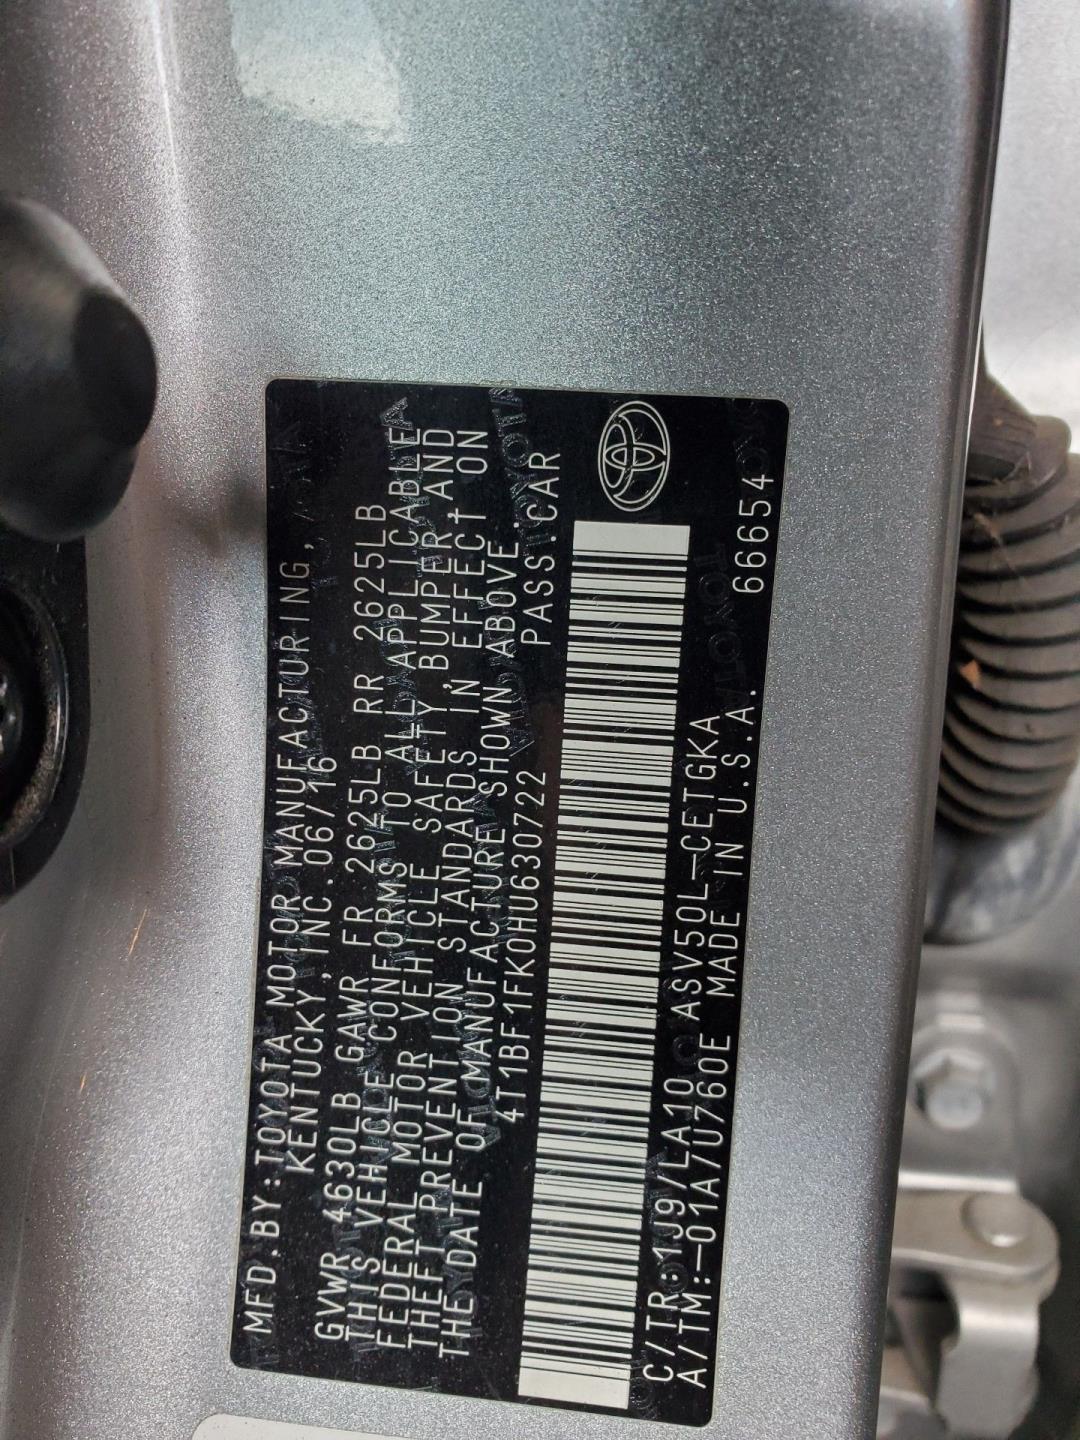 MFD.BY:TOYOTA MOTOR MANUFACTURING,
KENTUCKY,INC.06/16
GVWR 4630LB GAWR FR 2625LB RR 2625LB
THIS VEHICLE CONFORMS TO ALL APPLICABLE
FEDERAL MOTOR VEHICLE SAFETY,BUMPER,AND
THEFT PREVENTION STANDARDS IN EFFECT ON
THE DATE OF MANUFACTURE SHOWN ABOVE.
4T1BF1FK0HU630722 PASS.CAR
C/TR:1J9/LA10 ASV50L-CETGKA
A/TM:-01A/U760E MADE IN U.S.A. 66654